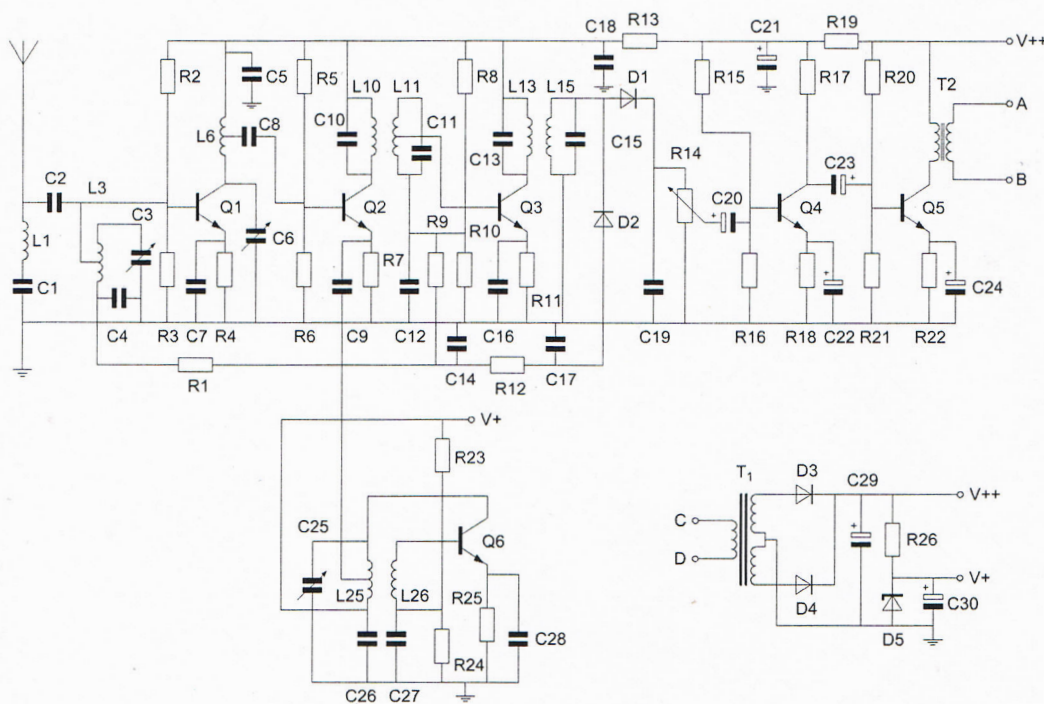 C18 R13 C21 R19
V++
R2 C5 R5 L10 L11 R8 L13 L15 D1 R15 R17 R20 T2
A
C8 L6 C10 C11 C15
C13 R14 C23
B
C2 L3 C20
Q1 Q2 Q3 Q4 Q5
C3 C6 R9 D2
L1 R7 R10
C1 R11 C24
C4 R3 C7 R4 R6 C9 C12 C16 C19 R16 R18 C22 R21 R22
C14 C17
R1 R12
V+
R23
C25 Q6
L25 L26 R25
C28
R24
C26 C27
T1 D3 C29
V++
C
R26
D
V+
D4 C30
D5
+
+
+
+
+
+
+